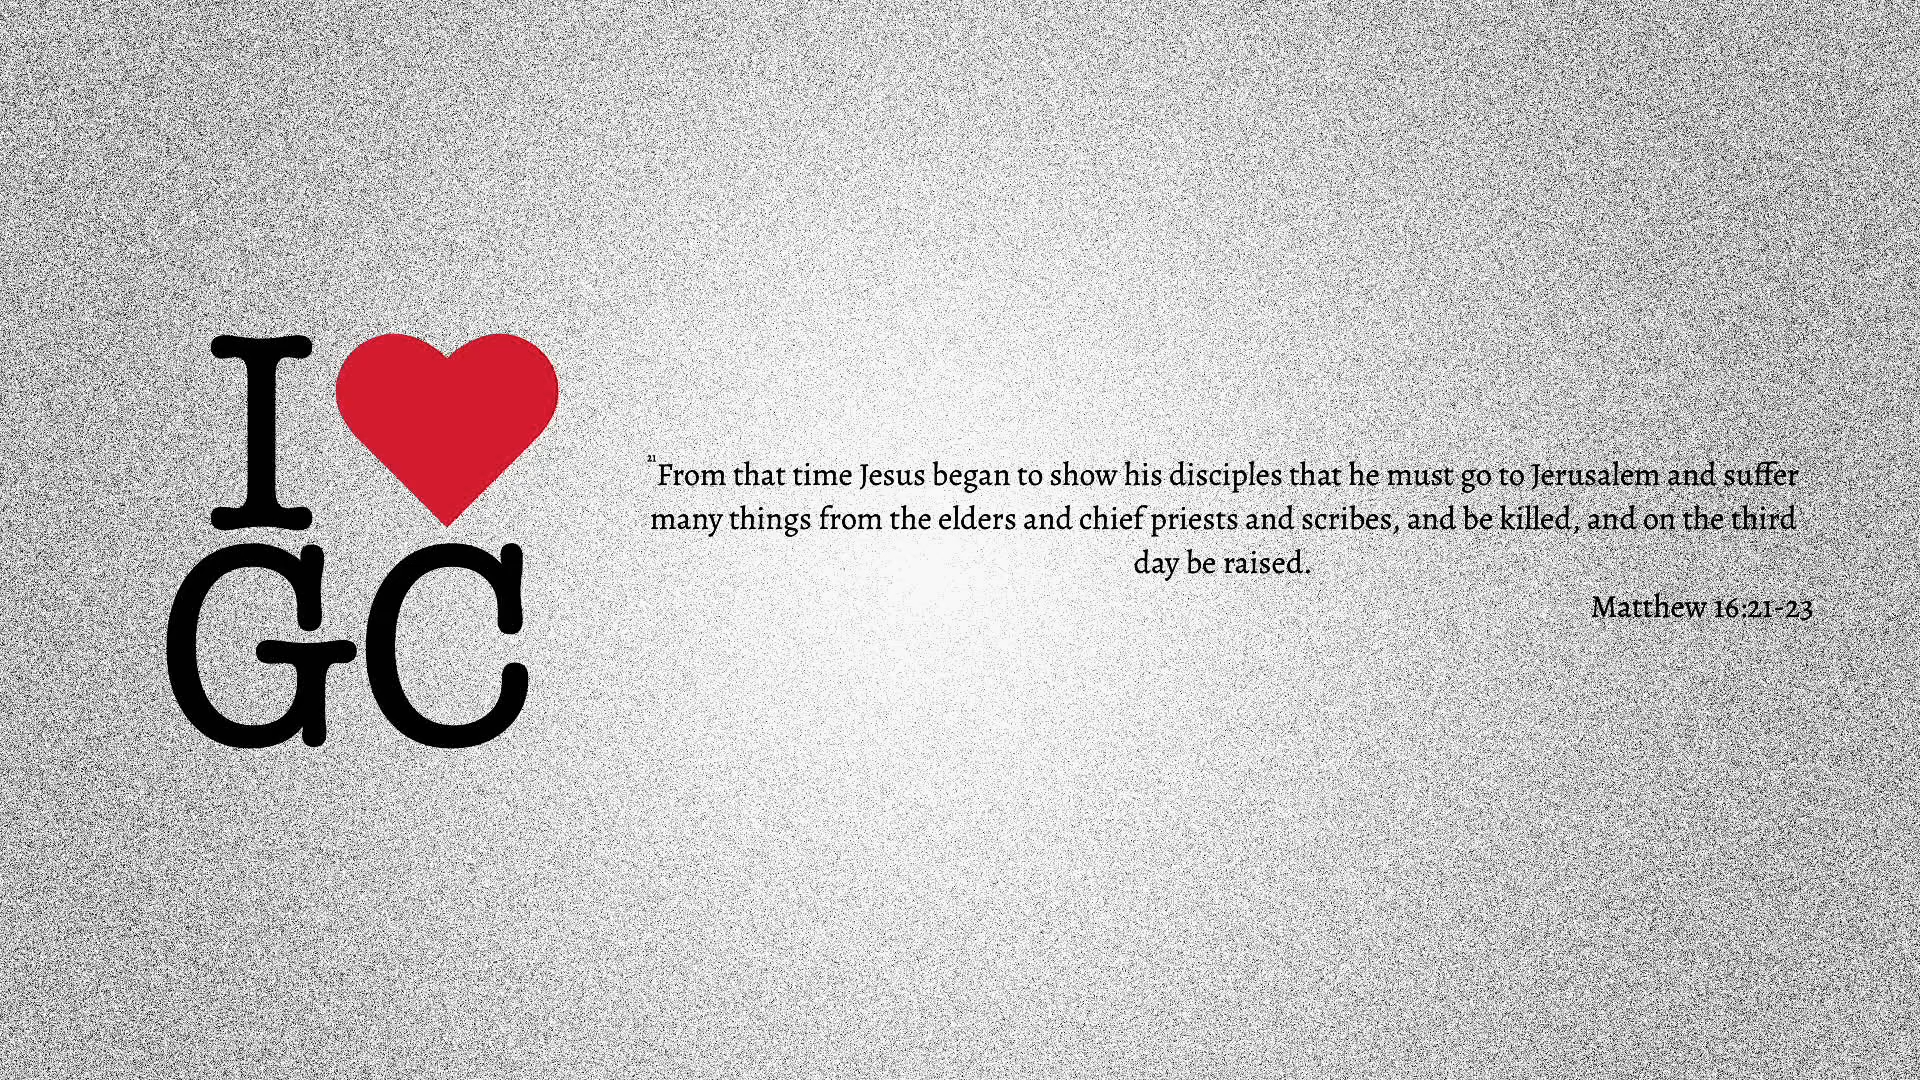 I ❤
GC
21From that time Jesus began to show his disciples that he must go to Jerusalem and suffer
many things from the elders and chief priests and scribes, and be killed, and on the third
day be raised.
Matthew 16:21-23